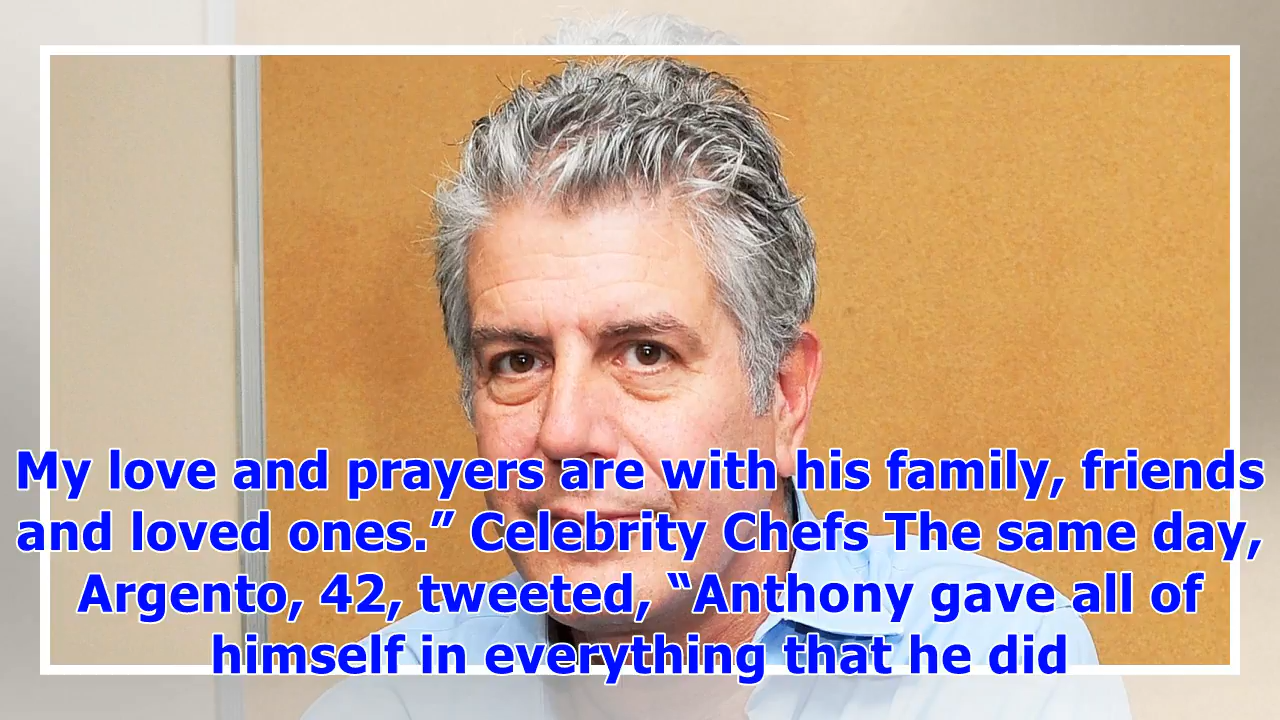 My love and prayers are with his family, friends
and loved ones.” Celebrity Chefs The same day,
Argento, 42, tweeted, “Anthony gave all of
himself in everything that he did